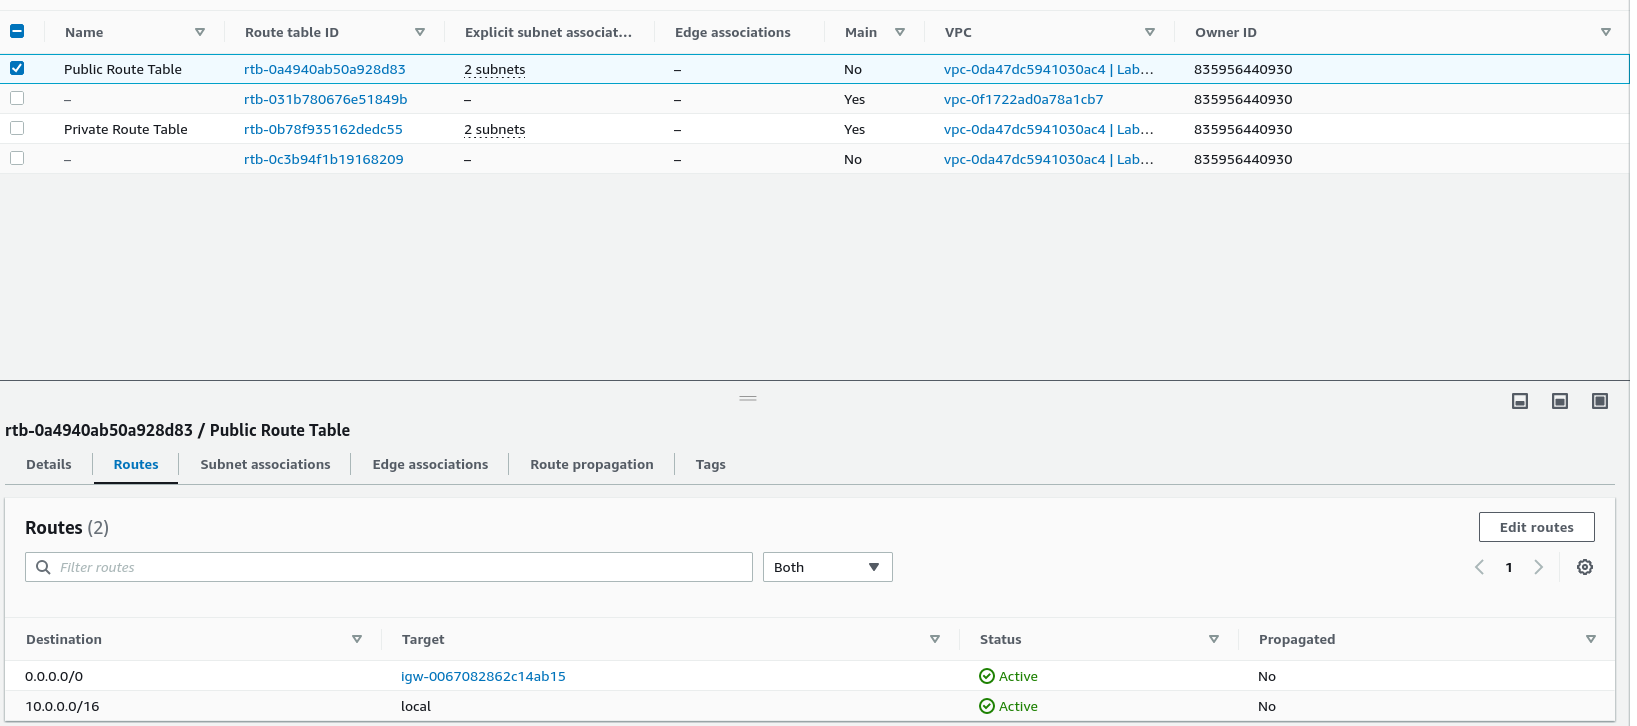 Name Route table ID Explicit subnet associat... Edge associations Main VPC Owner ID
Public Route Table rtb-0a4940ab50a928d83 2 subnets – No vpc-0da47dc5941030ac4 | Lab... 835956440930
– rtb-031b780676e51849b – – Yes vpc-0f1722ad0a78a1cb7 835956440930
Private Route Table rtb-0b78f935162dedc55 2 subnets – Yes vpc-0da47dc5941030ac4 | Lab... 835956440930
– rtb-0c3b94f1b19168209 – – No vpc-0da47dc5941030ac4 | Lab... 835956440930
rtb-0a4940ab50a928d83 / Public Route Table
Details Routes Subnet associations Edge associations Route propagation Tags
Routes (2) Edit routes
Filter routes Both 1
Destination Target Status Propagated
0.0.0.0/0 igw-0067082862c14ab15 Active No
10.0.0.0/16 local Active No